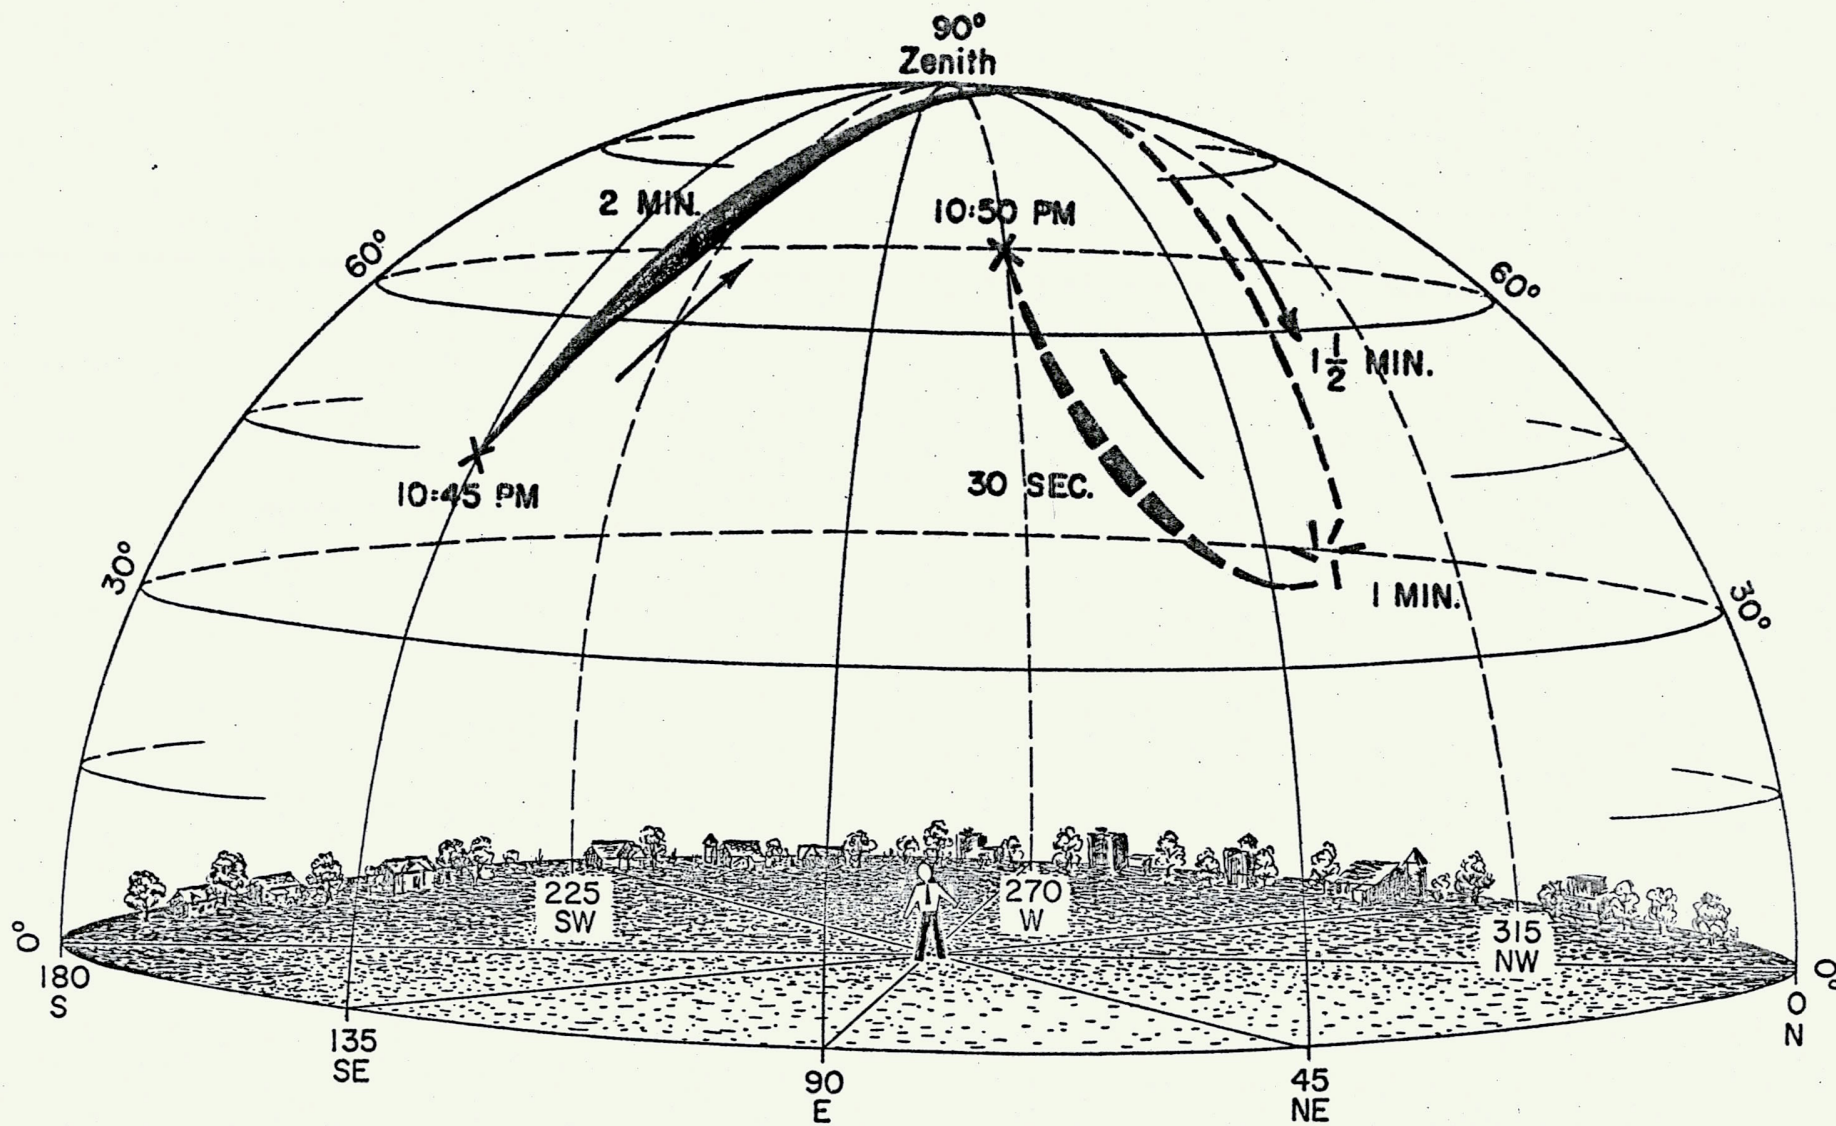 90°
Zenith
2 MIN.
10:50 PM
60°
60°
1 1/2 MIN.
10:45 PM
30 SEC.
30°
1 MIN.
30°
225
SW
270
W
315
NW
0°
180
S
0°
0
N
135
SE
90
E
45
NE